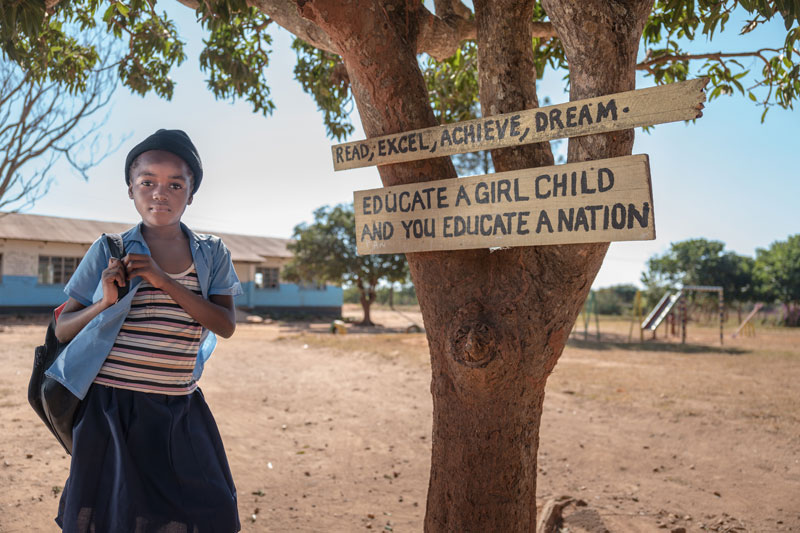 READ, EXCEL, ACHIEVE, DREAM.
EDUCATE A GIRL CHILD
AND YOU EDUCATE A NATION